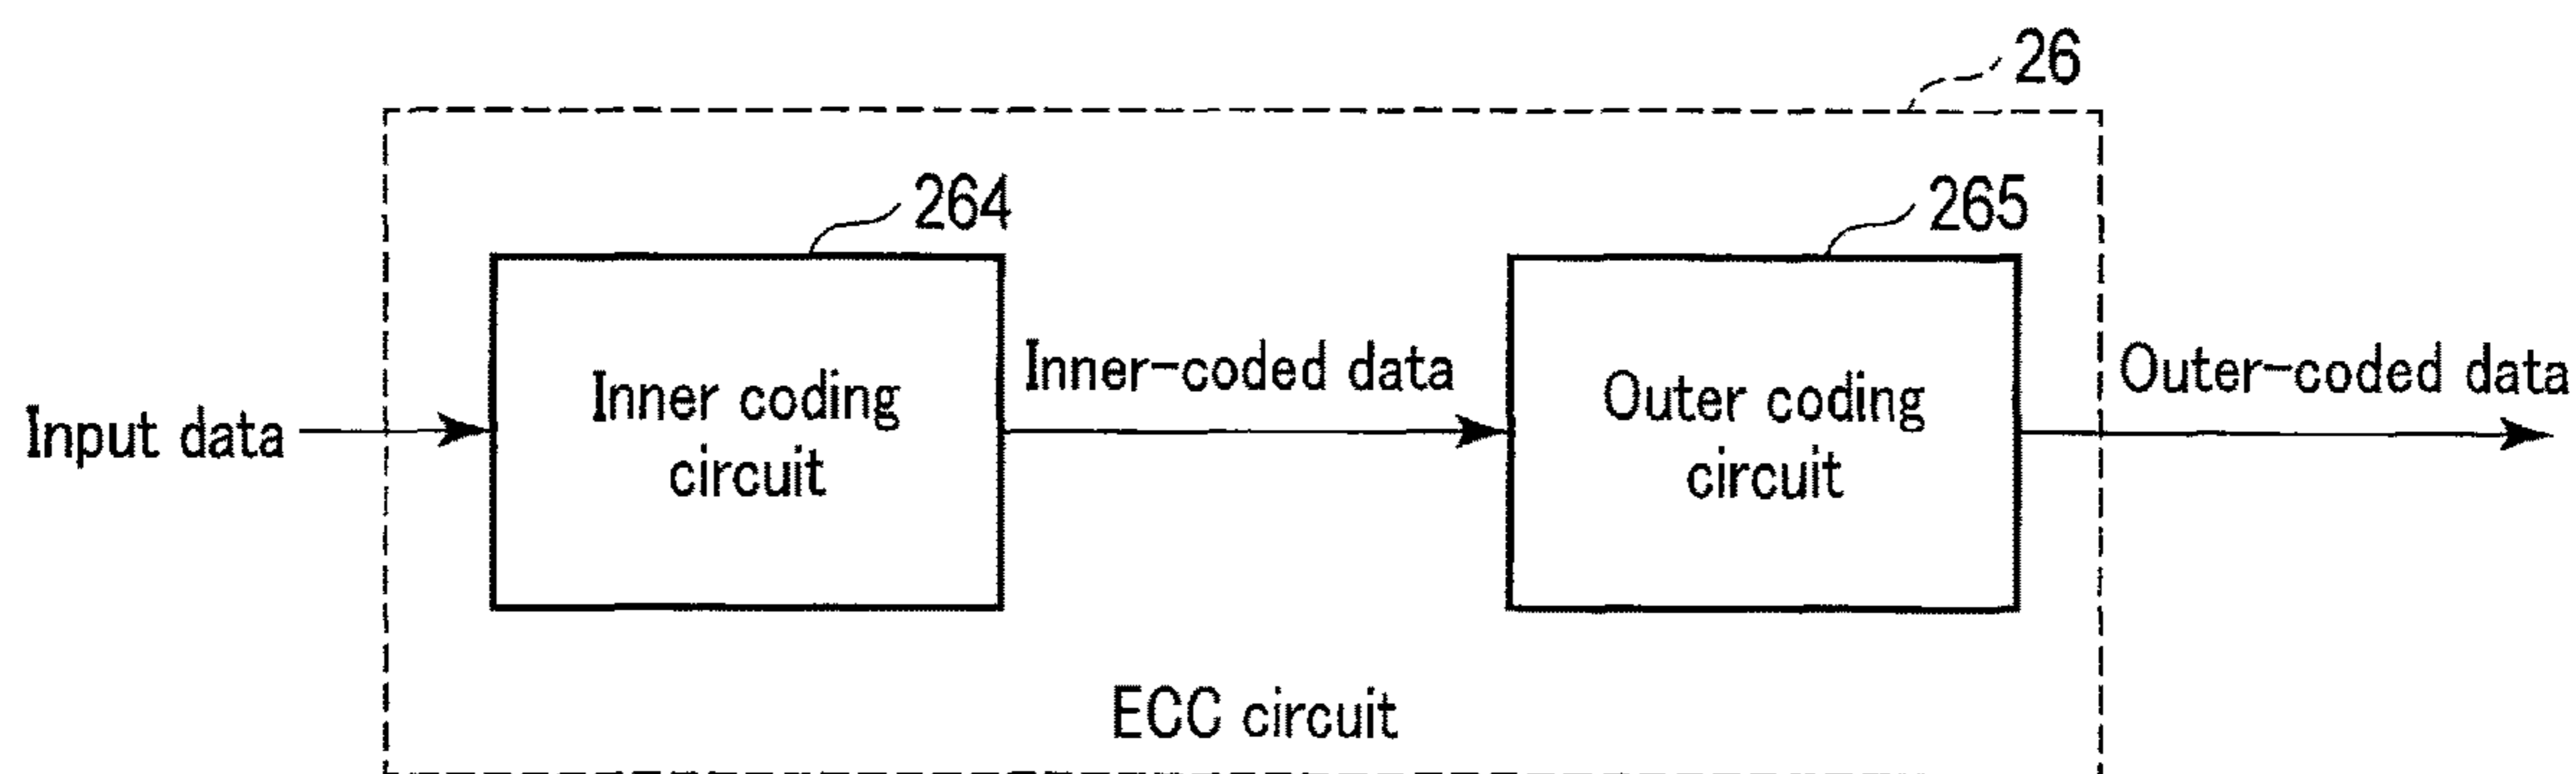 26
264
265
Inner-coded data
Outer-coded data
Input data
Inner coding
circuit
Outer coding
circuit
ECC circuit